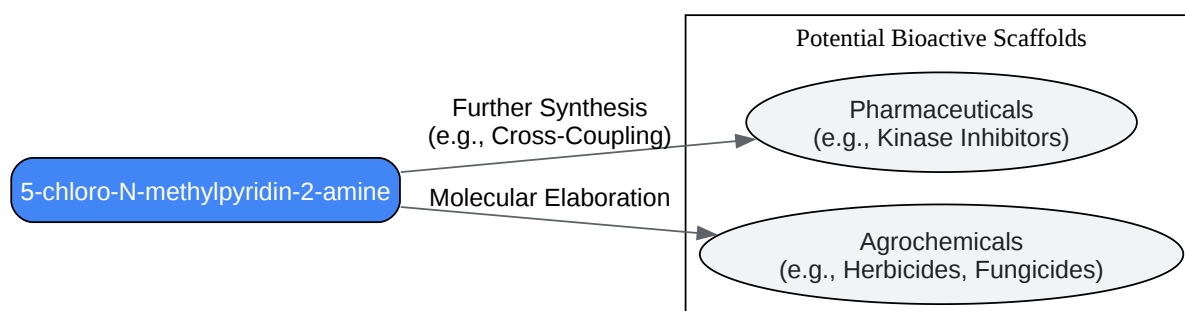 Potential Bioactive Scaffolds
Further Synthesis
(e.g., Cross-Coupling)
Pharmaceuticals
(e.g., Kinase Inhibitors)
5-chloro-N-methylpyridin-2-amine
Molecular Elaboration
Agrochemicals
(e.g., Herbicides, Fungicides)